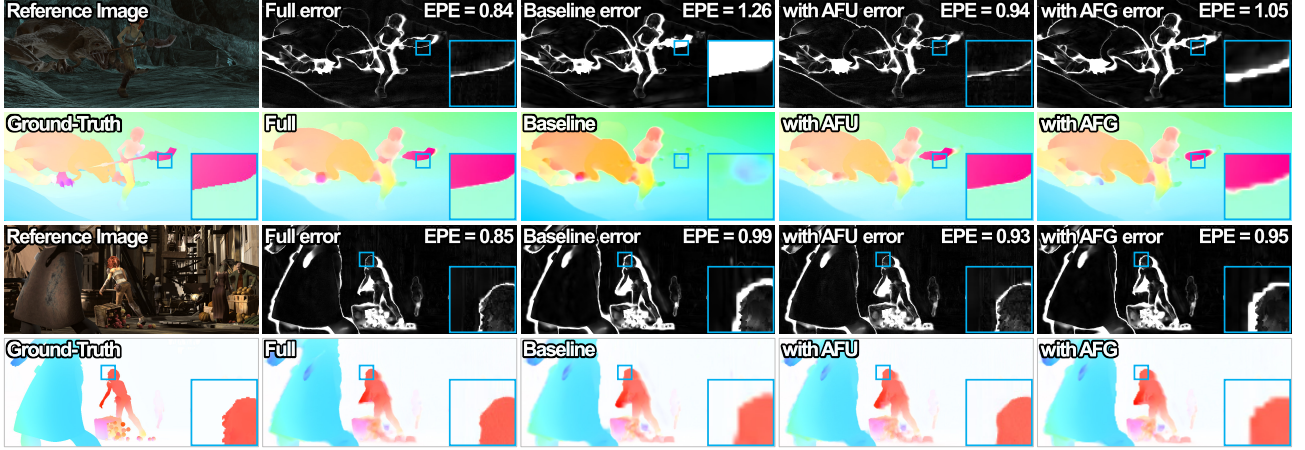 Reference Image Full error EPE = 0.84 Baseline error EPE = 1.26 with AFU error EPE = 0.94 with AFG error EPE = 1.05
Ground-Truth Full Baseline with AFU with AFG
Reference Image Full error EPE = 0.85 Baseline error EPE = 0.99 with AFU error EPE = 0.93 with AFG error EPE = 0.95
Ground-Truth Full Baseline with AFU with AFG